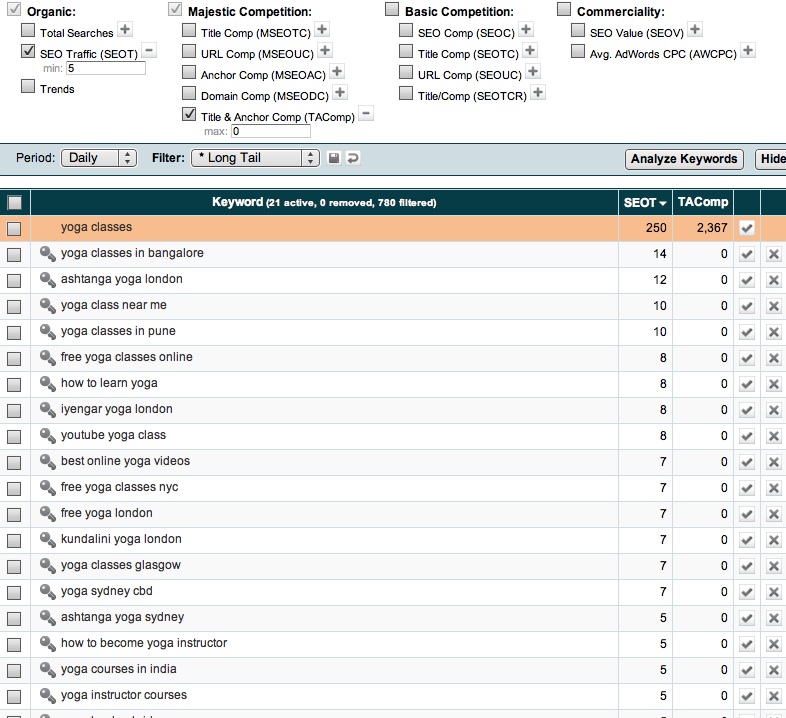 Organic:
Majestic Competition:
Basic Competition:
Commerciality:
Total Searches
Title Comp (MSEOTC)
SEO Comp (SEOC)
SEO Value (SEOV)
SEO Traffic (SEOT)
URL Comp (MSEOUC)
Title Comp (SEOTC)
Avg. AdWords CPC (AWCPC)
min: 5
Anchor Comp (MSEOAC)
URL Comp (SEOUC)
Trends
Domain Comp (MSEODC)
Title/Comp (SEOTCR)
Title & Anchor Comp (TAComp)
max: 0
Period: Daily Filter: * Long Tail Analyze Keywords Hide
Keyword (21 active, 0 removed, 780 filtered) SEOT TAComp
yoga classes 250 2,367
yoga classes in bangalore 14 0
ashtanga yoga london 12 0
yoga class near me 10 0
yoga classes in pune 10 0
free yoga classes online 8 0
how to learn yoga 8 0
iyengar yoga london 8 0
youtube yoga class 8 0
best online yoga videos 7 0
free yoga classes nyc 7 0
free yoga london 7 0
kundalini yoga london 7 0
yoga classes glasgow 7 0
yoga sydney cbd 7 0
ashtanga yoga sydney 5 0
how to become yoga instructor 5 0
yoga courses in india 5 0
yoga instructor courses 5 0